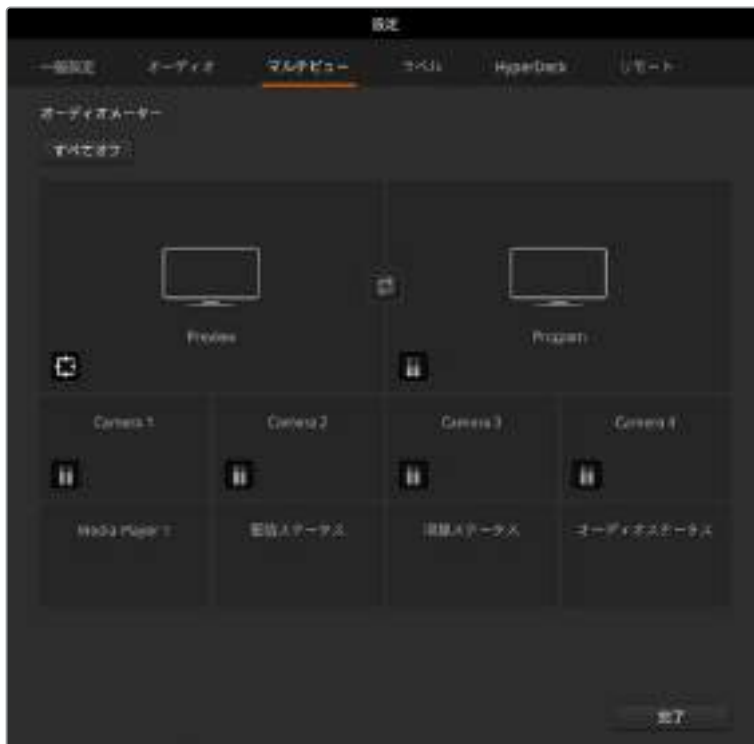 設定
一般設定 オーディオ マルチビュー ラベル HyperDeck リモート
オーディオメーター
すべてオフ
Preview Program
Camera 1 Camera 2 Camera 3 Camera 4
Media Player 1 配信ステータス 収録ステータス オーディオステータス
完了